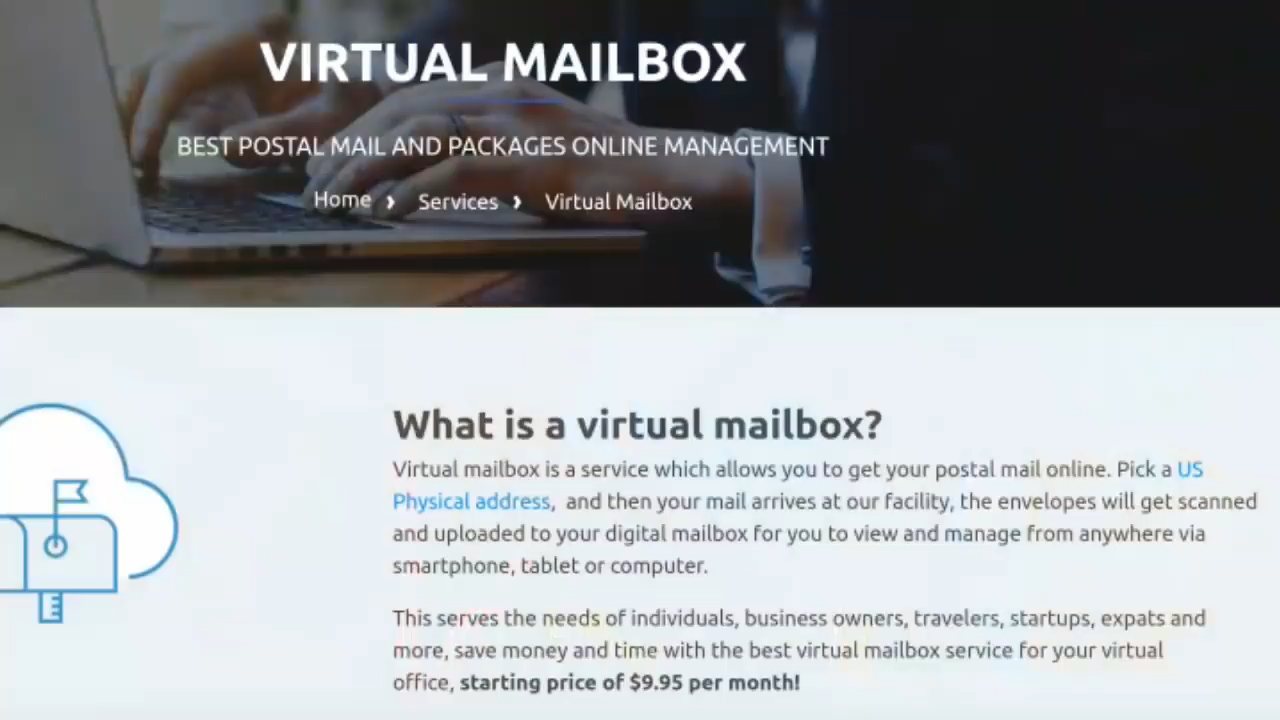 VIRTUAL MAILBOX
BEST POSTAL MAIL AND PACKAGES ONLINE MANAGEMENT
Home › Services › Virtual Mailbox
What is a virtual mailbox?
Virtual mailbox is a service which allows you to get your postal mail online. Pick a US
Physical address, and then your mail arrives at our facility, the envelopes will get scanned
and uploaded to your digital mailbox for you to view and manage from anywhere via
smartphone, tablet or computer.
This serves the needs of individuals, business owners, travelers, startups, expats and
more, save money and time with the best virtual mailbox service for your virtual
office, starting price of $9.95 per month!